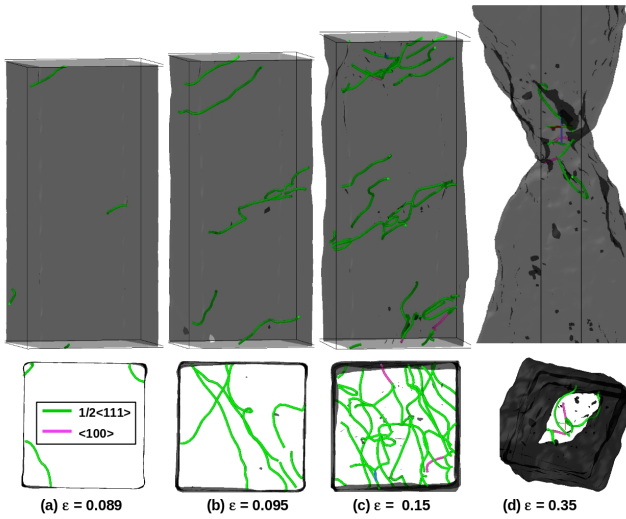 1/2<111>
<100>
(a) ε = 0.089
(b) ε = 0.095
(c) ε = 0.15
(d) ε = 0.35